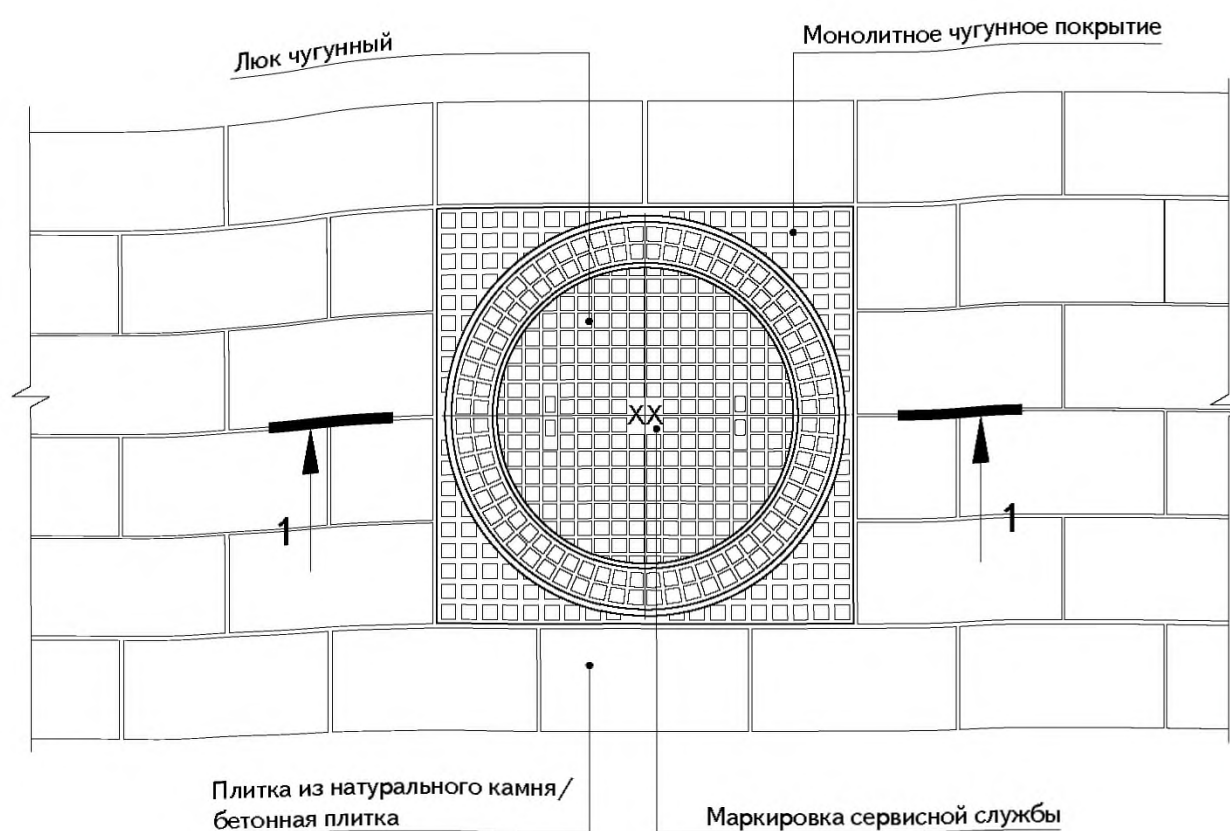 Люк чугунный
Монолитное чугунное покрытие
XX
1
1
Плитка из натурального камня/
бетонная плитка
Маркировка сервисной службы